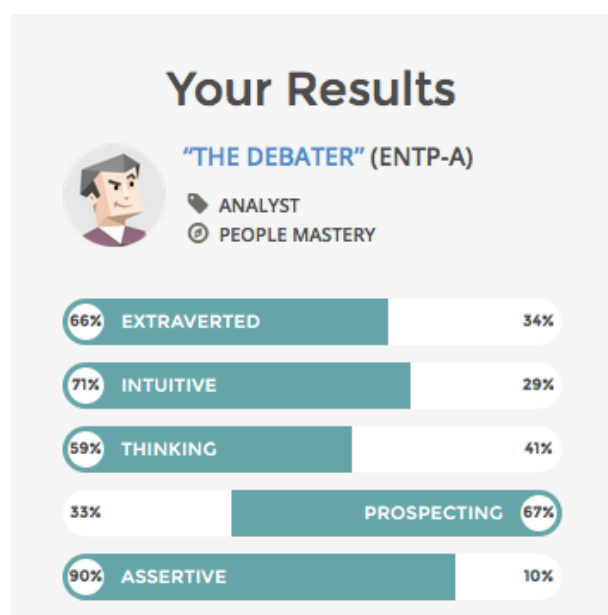 Your Results
“THE DEBATER” (ENTP-A)
ANALYST
PEOPLE MASTERY
66% EXTRAVERTED 34%
71% INTUITIVE 29%
59% THINKING 41%
33% PROSPECTING 67%
90% ASSERTIVE 10%